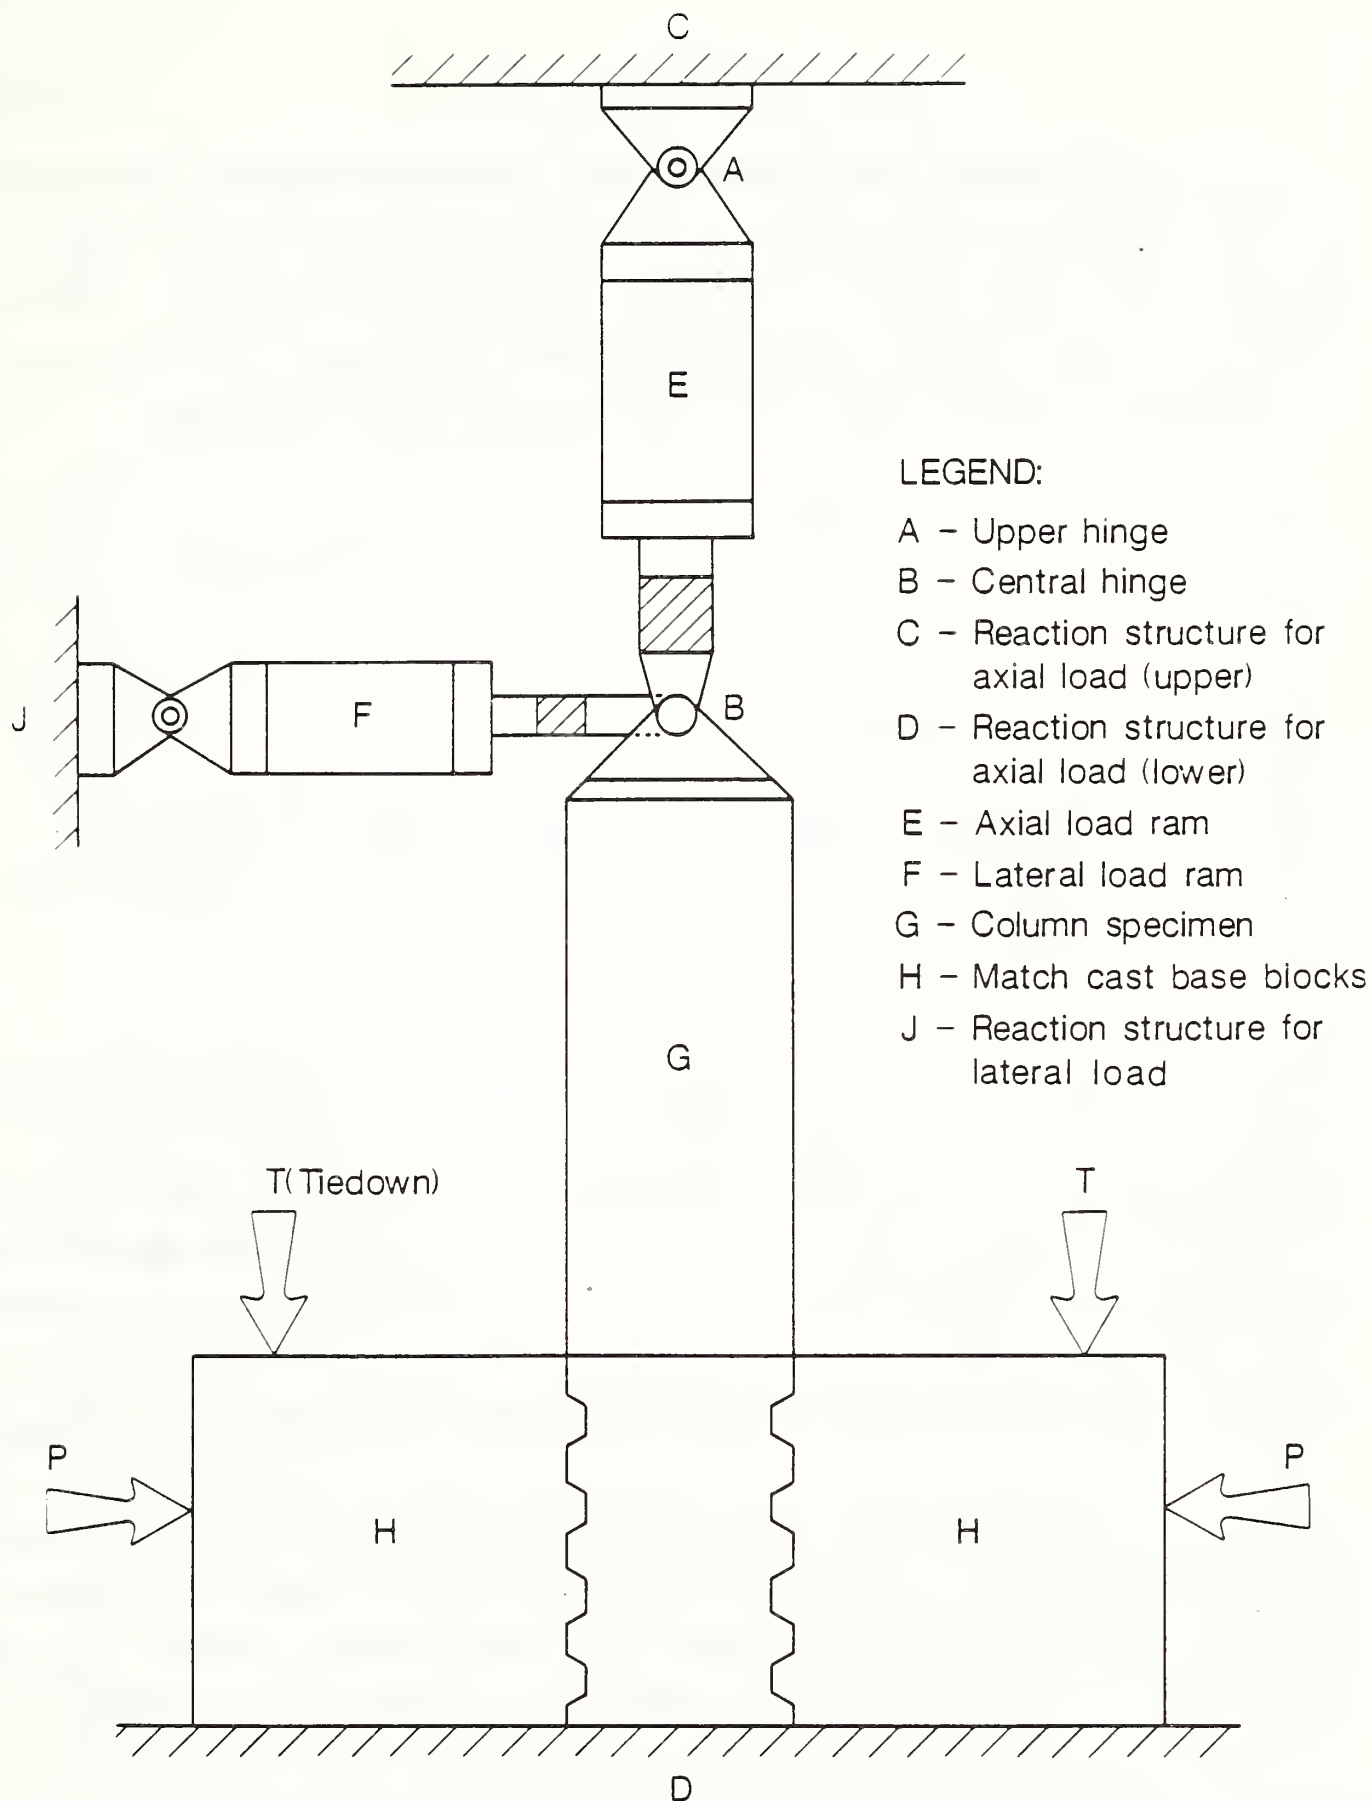 C
A
E
LEGEND:
A - Upper hinge
B - Central hinge
C - Reaction structure for
axial load (upper)
D - Reaction structure for
axial load (lower)
E - Axial load ram
F - Lateral load ram
G - Column specimen
H - Match cast base blocks
J - Reaction structure for
lateral load
J
F
B
G
T(Tiedown)
T
P
P
H
H
D